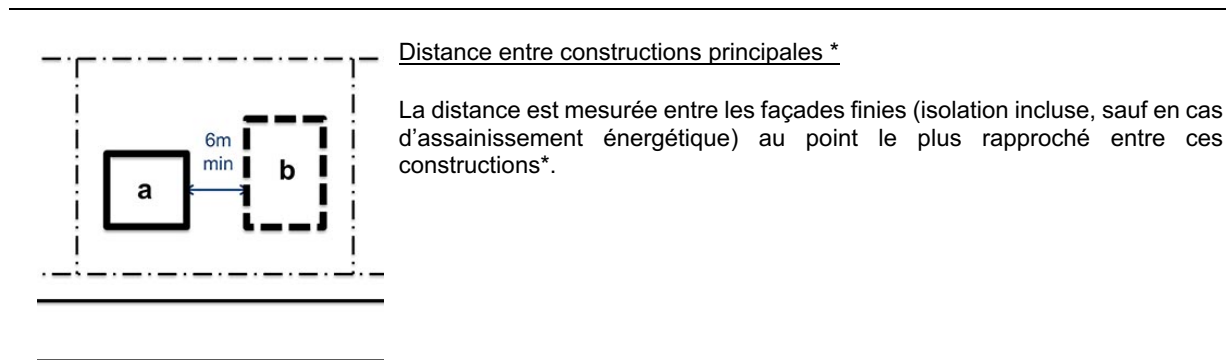 Distance entre constructions principales *
La distance est mesurée entre les façades finies (isolation incluse, sauf en cas
d'assainissement énergétique) au point le plus rapproché entre ces
constructions*.
6m
min
a
b